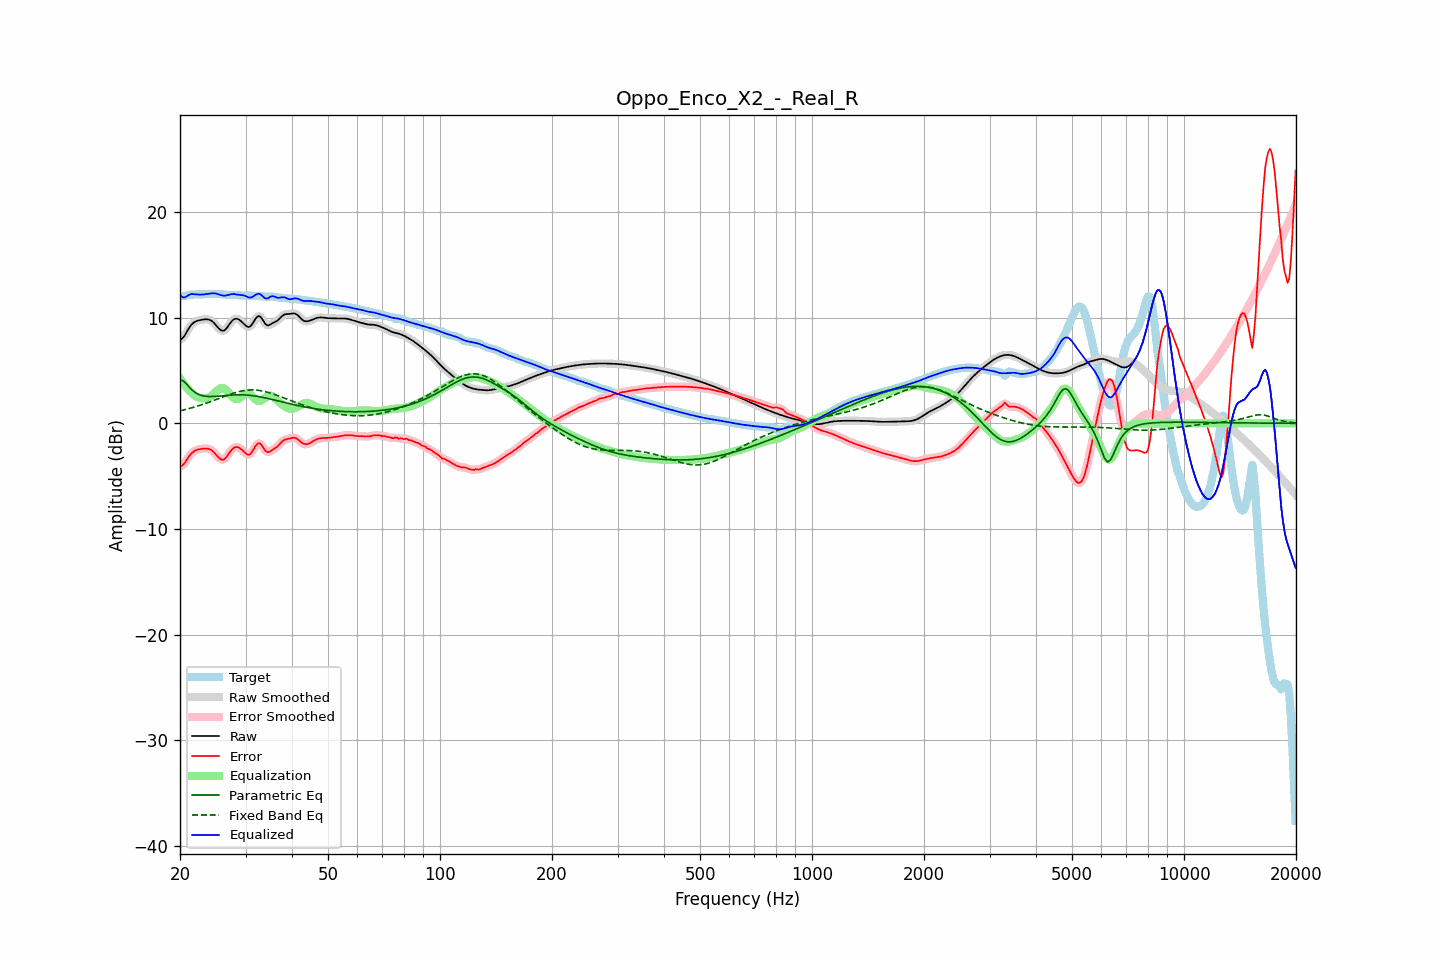 Oppo_Enco_X2_-_Real_R
Amplitude (dBr)
20
10
0
−10
−20
−30
−40
Target
Raw Smoothed
Error Smoothed
Raw
Error
Equalization
Parametric Eq
Fixed Band Eq
Equalized
20 50 100 200 500 1000 2000 5000 10000 20000
Frequency (Hz)